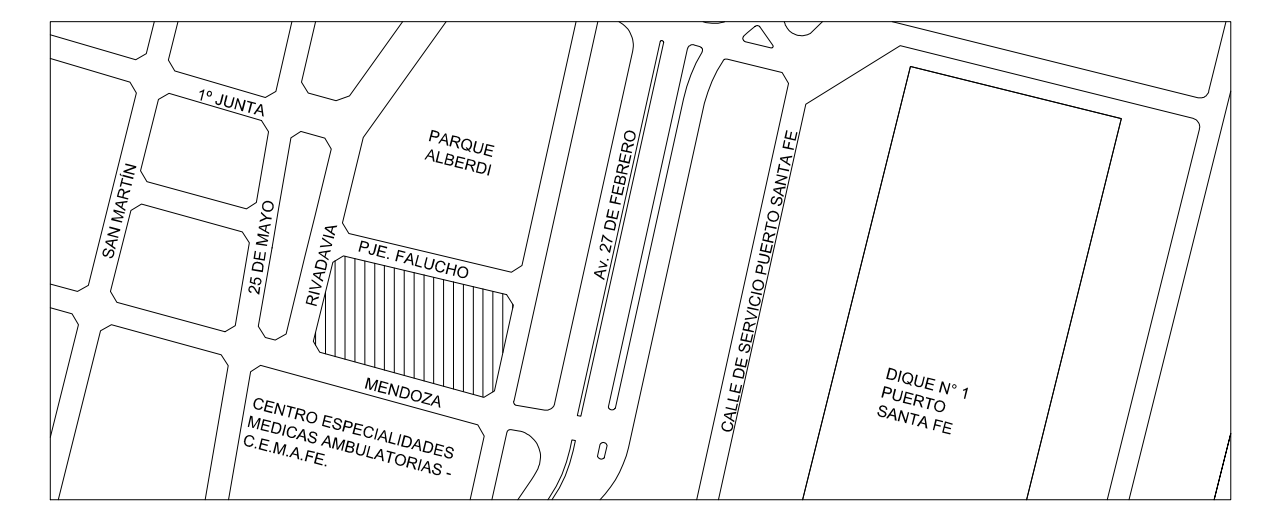 1º JUNTA
PARQUE
ALBERDI
SAN MARTÍN
25 DE MAYO
RIVADAVIA
PJE. FALUCHO
Av. 27 DE FEBRERO
CALLE DE SERVICIO PUERTO SANTA FE
MENDOZA
DIQUE N° 1
PUERTO
SANTA FE
CENTRO ESPECIALIDADES
MEDICAS AMBULATORIAS -
C.E.M.A.FE.